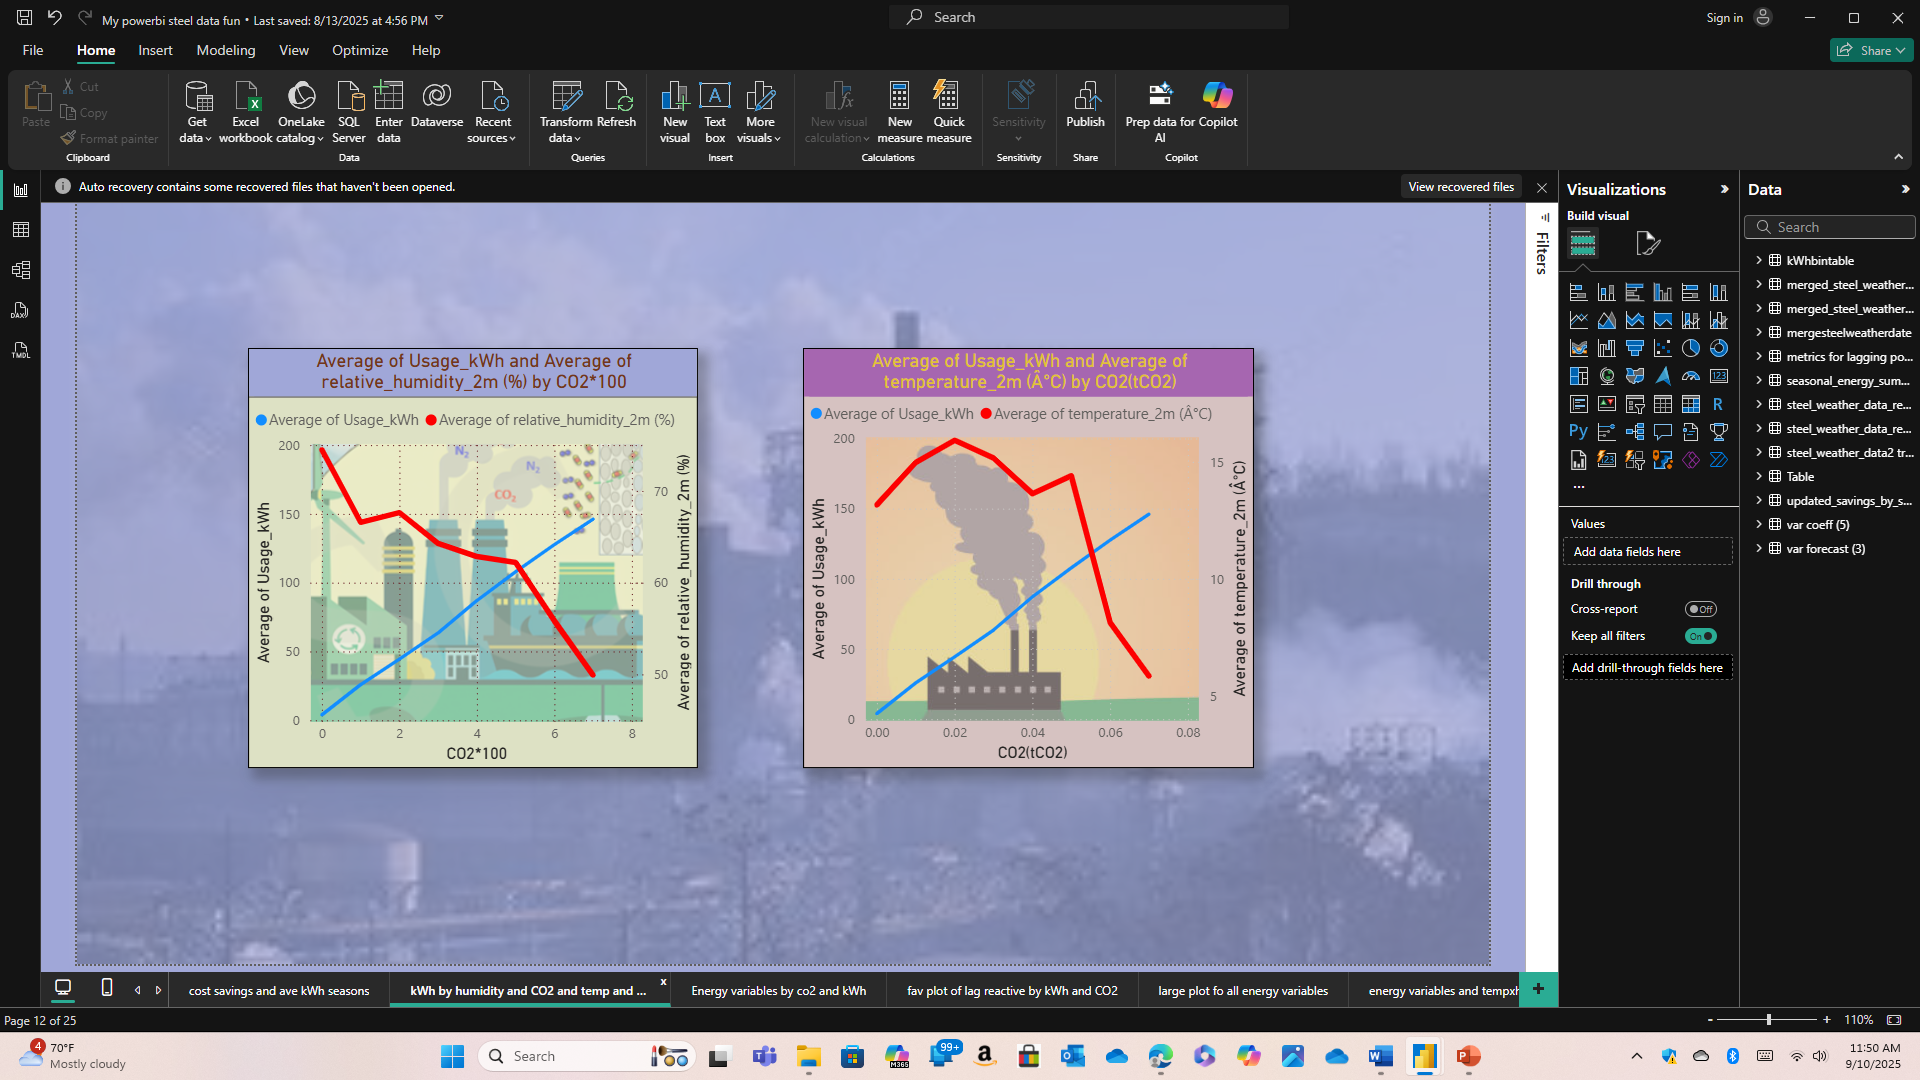 My powerbi steel data fun • Last saved: 8/13/2025 at 4:56 PM
Search
Sign in
File Home Insert Modeling View Optimize Help
Share
Paste
Cut
Copy
Format painter
Clipboard
Get data
Excel workbook
OneLake catalog
SQL Server
Enter data
Dataverse
Recent sources
Data
Transform data
Refresh
Queries
New visual
Text box
More visuals
Insert
New visual calculation
New measure
Quick measure
Calculations
Sensitivity
Sensitivity
Publish
Share
Prep data for AI
Copilot
Copilot
Auto recovery contains some recovered files that haven't been opened.
View recovered files
DAX
TMDL
Average of Usage_kWh and Average of
relative_humidity_2m (%) by CO2*100
Average of Usage_kWh Average of relative_humidity_2m (%)
Average of Usage_kWh
200
150
100
50
0
N₂
N₂
CO₂
70
60
50
Average of relative_humidity_2m (%)
0 2 4 6 8
CO2*100
Average of Usage_kWh and Average of
temperature_2m (Â°C) by CO2(tCO2)
Average of Usage_kWh Average of temperature_2m (Â°C)
Average of Usage_kWh
200
150
100
50
0
15
10
5
Average of temperature_2m (Â°C)
0.00 0.02 0.04 0.06 0.08
CO2(tCO2)
Filters
Visualizations
Build visual
123
R
Py
123
...
Values
Add data fields here
Drill through
Cross-report
Off
Keep all filters
On
Add drill-through fields here
Data
Search
kWhbintable
merged_steel_weather...
merged_steel_weather...
mergesteelweatherdate
metrics for lagging po...
seasonal_energy_sum...
steel_weather_data_re...
steel_weather_data_re...
steel_weather_data2 tr...
Table
updated_savings_by_s...
var coeff (5)
var forecast (3)
cost savings and ave kWh seasons
kWh by humidity and CO2 and temp and ...
x
Energy variables by co2 and kWh
fav plot of lag reactive by kWh and CO2
large plot fo all energy variables
energy variables and tempxh
+
Page 12 of 25
- + 110%
4
70°F
Mostly cloudy
Search
M365
99+
11:50 AM
9/10/2025